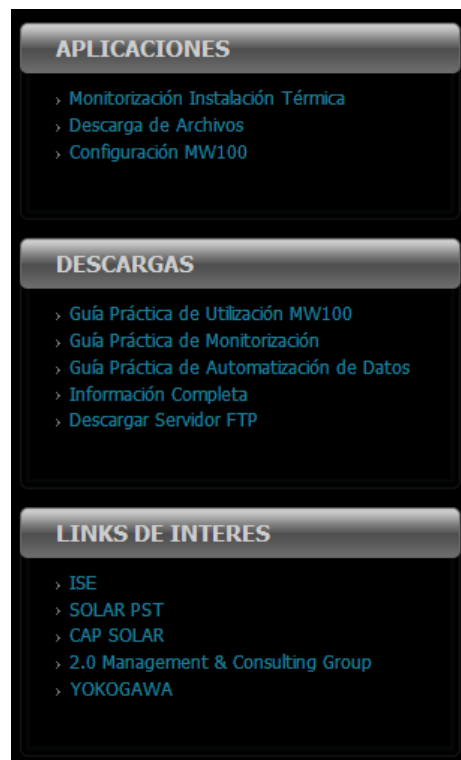 APLICACIONES
› Monitorización Instalación Térmica
› Descarga de Archivos
› Configuración MW100
DESCARGAS
› Guía Práctica de Utilización MW100
› Guía Práctica de Monitorización
› Guía Práctica de Automatización de Datos
› Información Completa
› Descargar Servidor FTP
LINKS DE INTERES
› ISE
› SOLAR PST
› CAP SOLAR
› 2.0 Management & Consulting Group
› YOKOGAWA